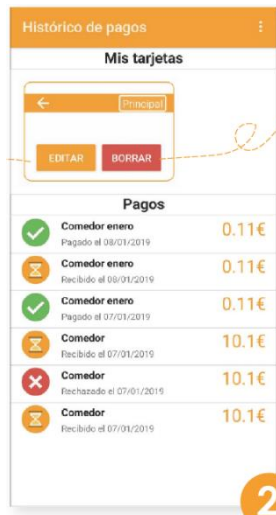 Histórico de pagos
Mis tarjetas
Principal
EDITAR BORRAR
Pagos
Comedor enero 0.11€
Pagado el 08/01/2019
Comedor enero 0.11€
Recibido el 08/01/2019
Comedor enero 0.11€
Pagado el 07/01/2019
Comedor 10.1€
Recibido el 07/01/2019
Comedor 10.1€
Rechazado el 07/01/2019
Comedor 10.1€
Recibido el 07/01/2019
2